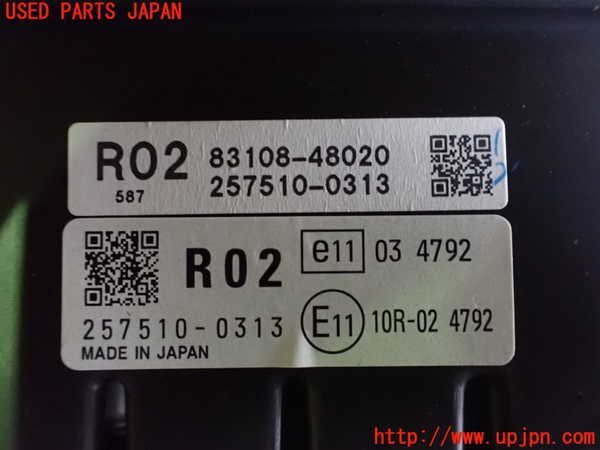 USED PARTS JAPAN
R02 83108-48020
587 257510-0313
R02 e11 03 4792
257510-0313 E11 10R-02 4792
MADE IN JAPAN
http://www.upjpn.com/